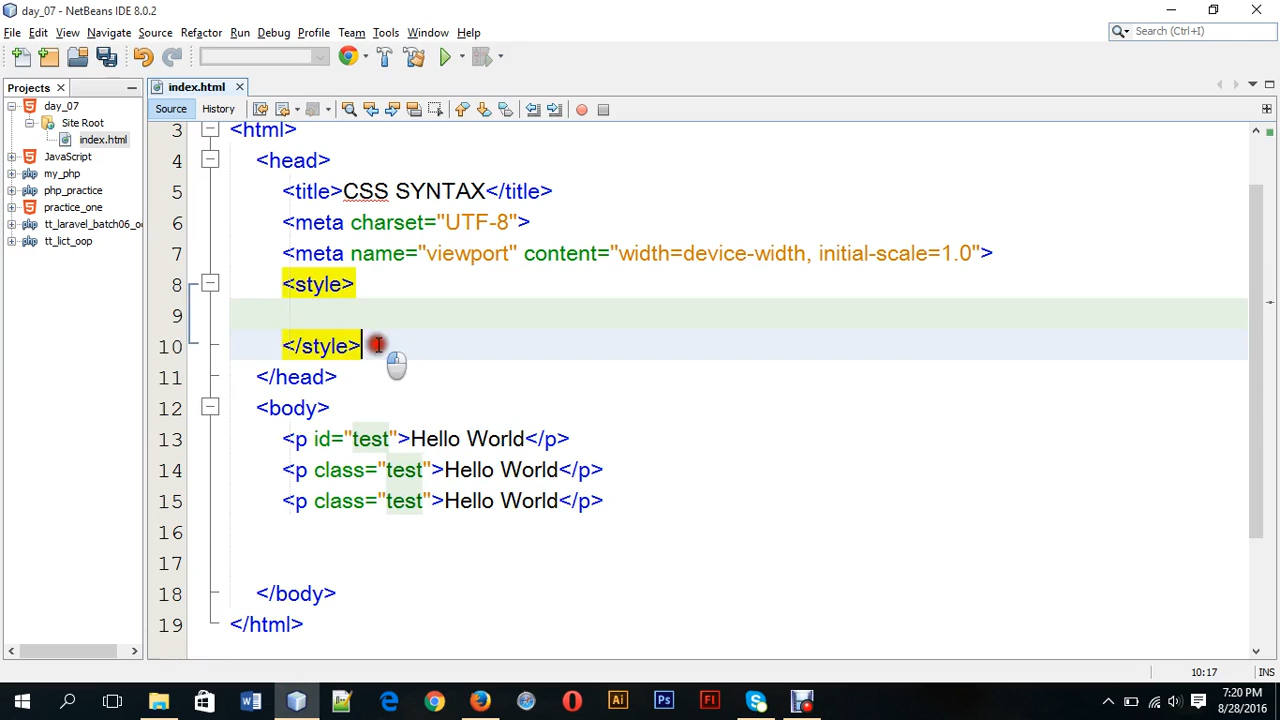 day_07 - NetBeans IDE 8.0.2
File Edit View Navigate Source Refactor Run Debug Profile Team Tools Window Help
Search (Ctrl+I)
Projects
index.html
Source History
day_07
Site Root
index.html
JavaScript
my_php
php_practice
practice_one
tt_laravel_batch06_
tt_lict_oop
3 <html>
4 <head>
5 <title>CSS SYNTAX</title>
6 <meta charset="UTF-8">
7 <meta name="viewport" content="width=device-width, initial-scale=1.0">
8 <style>
9
10 </style>
11 </head>
12 <body>
13 <p id="test">Hello World</p>
14 <p class="test">Hello World</p>
15 <p class="test">Hello World</p>
16
17
18 </body>
19 </html>
10:17 INS
7:20 PM
8/28/2016